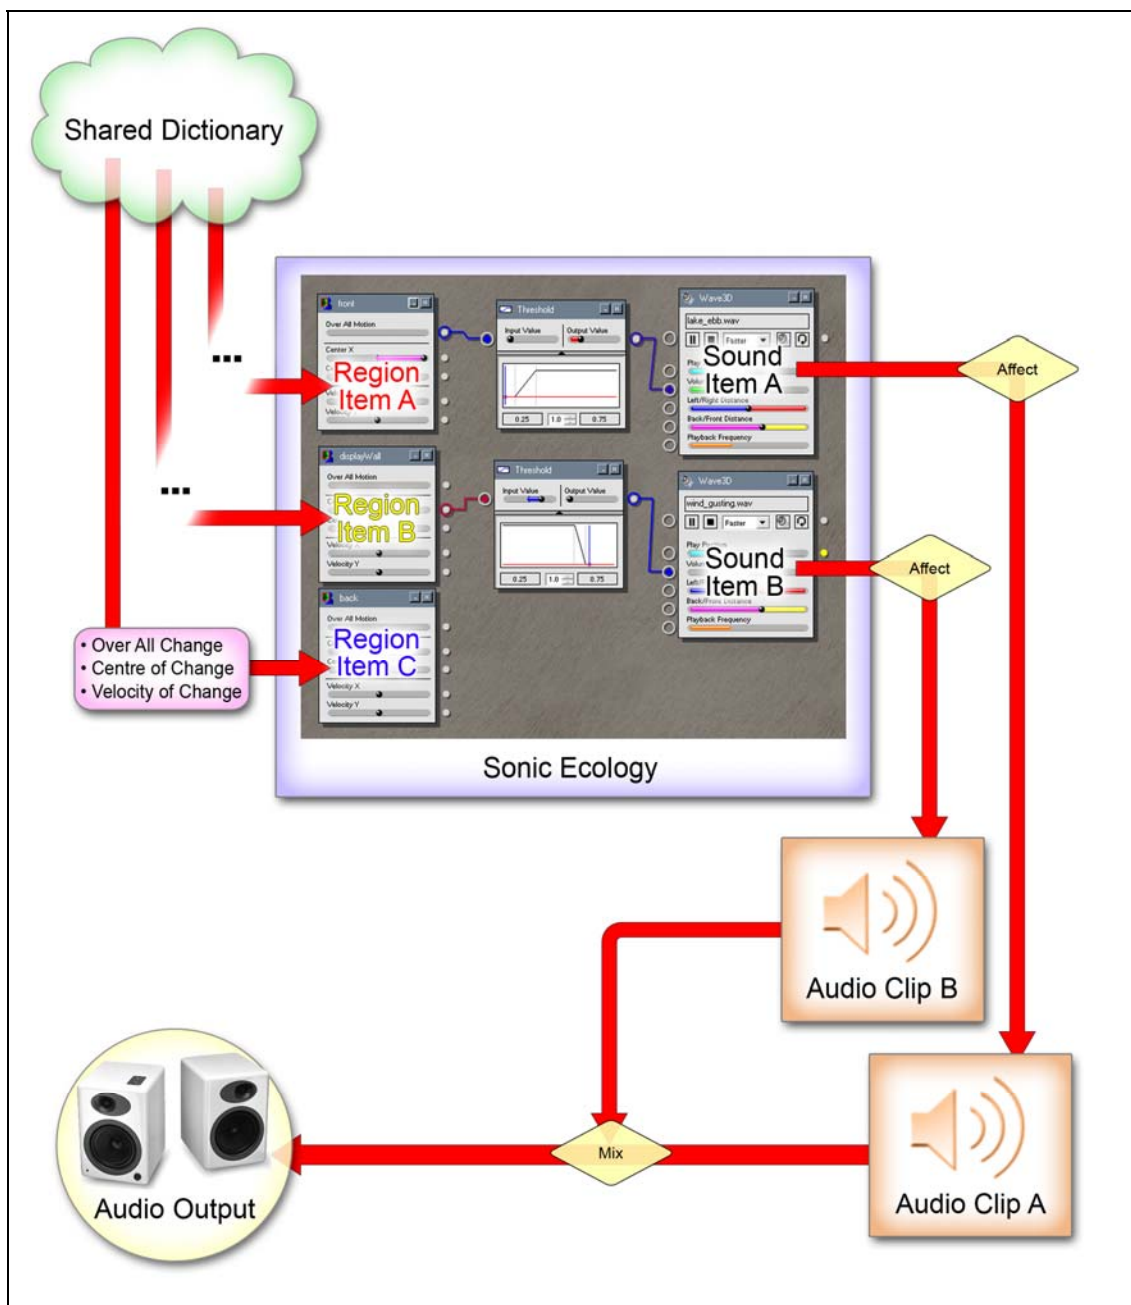 Shared Dictionary
...
...
front
Over All Motion
Center X
Region
Item A
Threshold
Input Value
Output Value
0.25
1.0
0.75
Wave3D
lake_ebb.wav
Faster
Sound
Item A
Left/Right Distance
Back/Front Distance
Playback Frequency
Affect
displayWall
Over All Motion
Region
Item B
Velocity Y
Threshold
Input Value
Output Value
0.25
1.0
0.75
Wave3D
wind_gusting.wav
Faster
Sound
Item B
Back/Front Distance
Playback Frequency
Affect
• Over All Change
• Centre of Change
• Velocity of Change
back
Over All Motion
Region
Item C
Velocity X
Velocity Y
Sonic Ecology
Audio Clip B
Mix
Audio Output
Audio Clip A